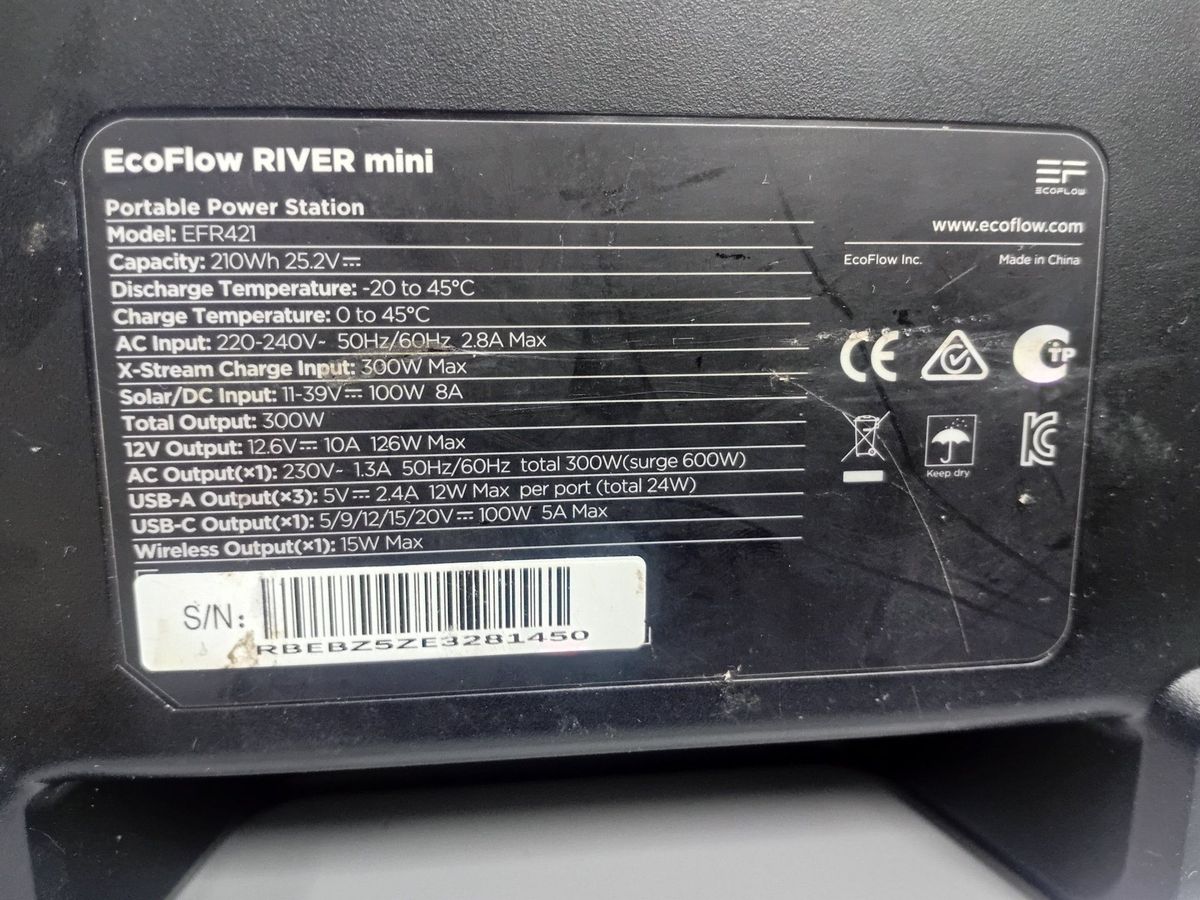 EcoFlow RIVER mini
EF
ECOFLOW
Portable Power Station
Model: EFR421
Capacity: 210Wh 25.2V⎓
Discharge Temperature: -20 to 45°C
Charge Temperature: 0 to 45°C
AC Input: 220-240V~ 50Hz/60Hz 2.8A Max
X-Stream Charge Input: 300W Max
Solar/DC Input: 11-39V⎓ 100W 8A
Total Output: 300W
12V Output: 12.6V⎓ 10A 126W Max
AC Output(×1): 230V~ 1.3A 50Hz/60Hz total 300W(surge 600W)
USB-A Output(×3): 5V⎓ 2.4A 12W Max per port (total 24W)
USB-C Output(×1): 5/9/12/15/20V⎓ 100W 5A Max
Wireless Output(×1): 15W Max
www.ecoflow.com
EcoFlow Inc. Made in China
CE
TP
Keep dry
S/N:
RBEBZ5ZE3281450